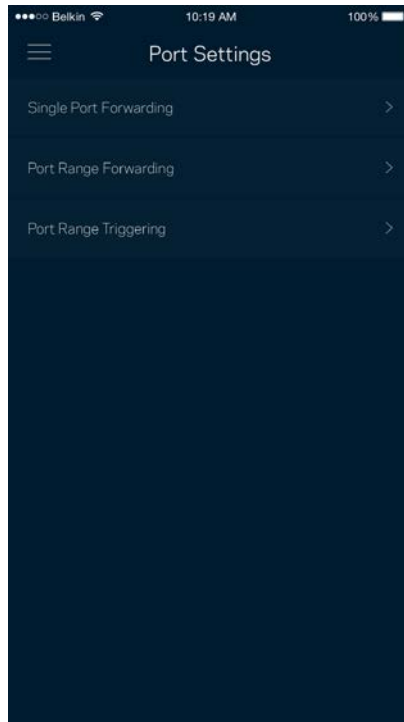 Belkin 10:19 AM 100%
Port Settings
Single Port Forwarding
Port Range Forwarding
Port Range Triggering